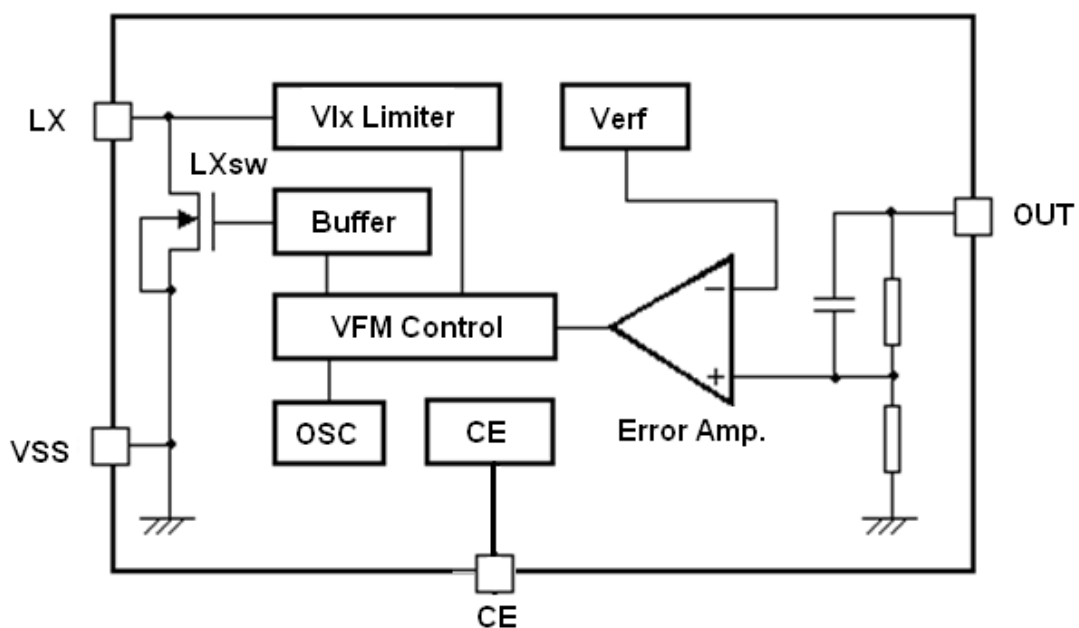 LX
Vlx Limiter
Verf
LXsw
Buffer
OUT
−
VFM Control
+
Error Amp.
OSC
CE
VSS
CE